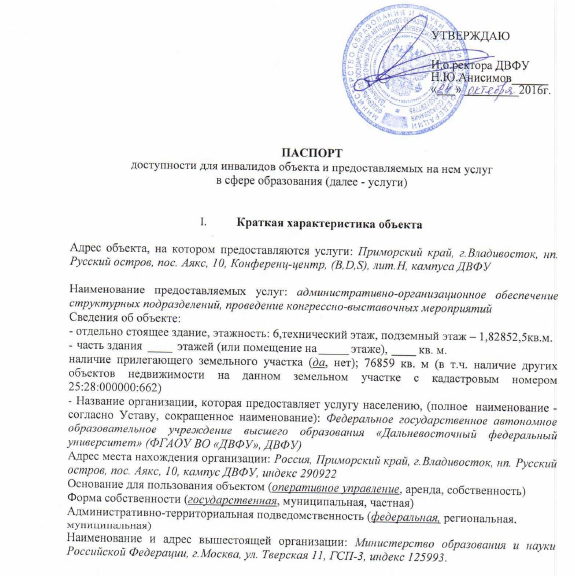 УТВЕРЖДАЮ
И.о.ректора ДВФУ
Н.Ю.Анисимов______
«24» октября 2016г.
ПАСПОРТ
доступности для инвалидов объекта и предоставляемых на нем услуг
в сфере образования (далее - услуги)
I. Краткая характеристика объекта
Адрес объекта, на котором предоставляются услуги: Приморский край, г.Владивосток, нп.
Русский остров, пос. Аякс, 10, Конференц-центр, (B,D,S), лит.Н, кампуса ДВФУ
Наименование предоставляемых услуг: административно-организационное обеспечение
структурных подразделений, проведение конгрессно-выставочных мероприятий
Сведения об объекте:
- отдельно стоящее здание, этажность: 6,технический этаж, подземный этаж – 1,82852,5кв.м.
- часть здания ____ этажей (или помещение на_____ этаже), ____ кв. м.
наличие прилегающего земельного участка (да, нет); 76859 кв. м (в т.ч. наличие других
объектов недвижимости на данном земельном участке с кадастровым номером
25:28:000000:662)
- Название организации, которая предоставляет услугу населению, (полное наименование -
согласно Уставу, сокращенное наименование): Федеральное государственное автономное
образовательное учреждение высшего образования «Дальневосточный федеральный
университет» (ФГАОУ ВО «ДВФУ», ДВФУ)
Адрес места нахождения организации: Россия, Приморский край, г.Владивосток, нп. Русский
остров, пос. Аякс, 10, кампус ДВФУ, индекс 290922
Основание для пользования объектом (оперативное управление, аренда, собственность)
Форма собственности (государственная, муниципальная, частная)
Административно-территориальная подведомственность (федеральная, региональная,
муниципальная)
Наименование и адрес вышестоящей организации: Министерство образования и науки
Российской Федерации, г.Москва, ул. Тверская 11, ГСП-3, индекс 125993.